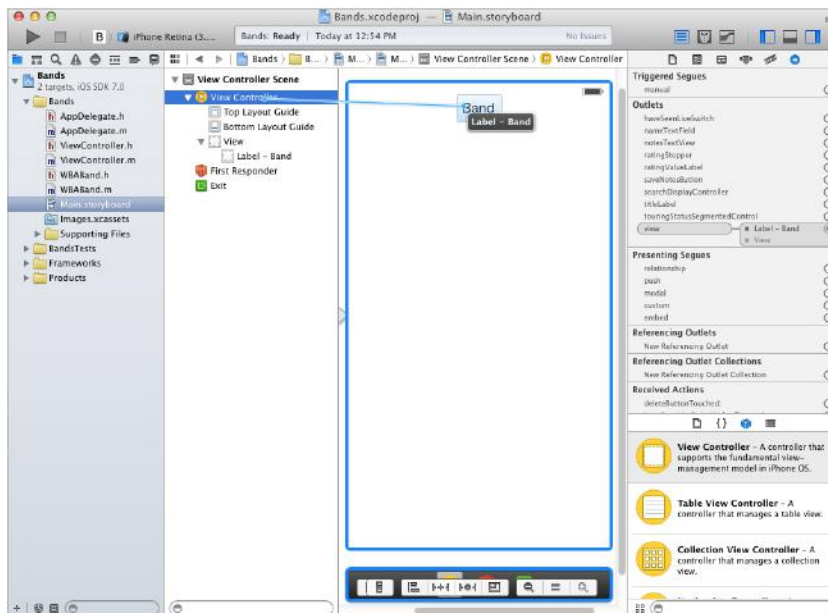 Bands.xcodeproj — Main.storyboard
B iPhone Retina (3....
Bands: Ready | Today at 12:54 PM
No Issues
Bands
B...
M...
M...
View Controller Scene
View Controller
Bands
2 targets, iOS SDK 7.0
Bands
AppDelegate.h
AppDelegate.m
ViewController.h
ViewController.m
WBABand.h
WBABand.m
Main.storyboard
Images.xcassets
Supporting Files
BandsTests
Frameworks
Products
View Controller Scene
View Controller
Top Layout Guide
Bottom Layout Guide
View
Label - Band
First Responder
Exit
Band
Label - Band
Triggered Segues
manual
Outlets
haveSeenLiveSwitch
nameTextField
notesTextView
ratingStepper
ratingValueLabel
saveNotesButton
searchDisplayController
titleLabel
touringStatusSegmentedControl
view
Label - Band
View
Presenting Segues
relationship
push
modal
custom
embed
Referencing Outlets
New Referencing Outlet
Referencing Outlet Collections
New Referencing Outlet Collection
Received Actions
deleteButtonTouched:
View Controller - A controller that
supports the fundamental view-
management model in iPhone OS.
Table View Controller - A
controller that manages a table view.
Collection View Controller - A
controller that manages a collection
view.